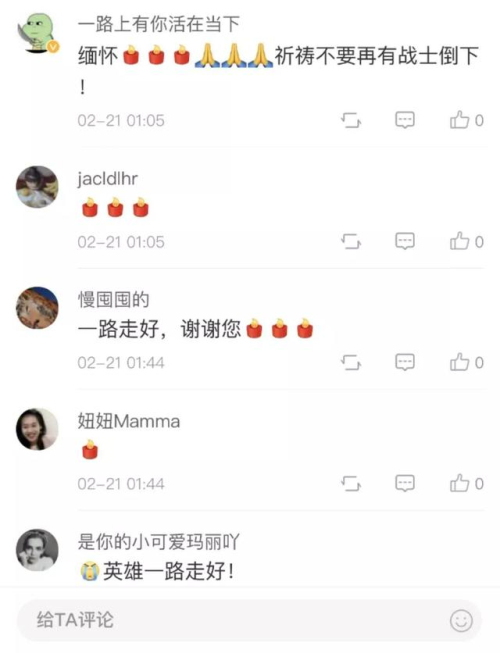 一路上有你活在当下
缅怀🕯🕯🕯🙏🙏🙏祈祷不要再有战士倒下
！
02-21 01:05
0
jacldlhr
🕯🕯🕯
02-21 01:05
0
慢囤囤的
一路走好，谢谢您🕯🕯🕯
02-21 01:44
0
妞妞Mamma
🕯
02-21 01:44
0
是你的小可爱玛丽吖
😭英雄一路走好！
给TA评论